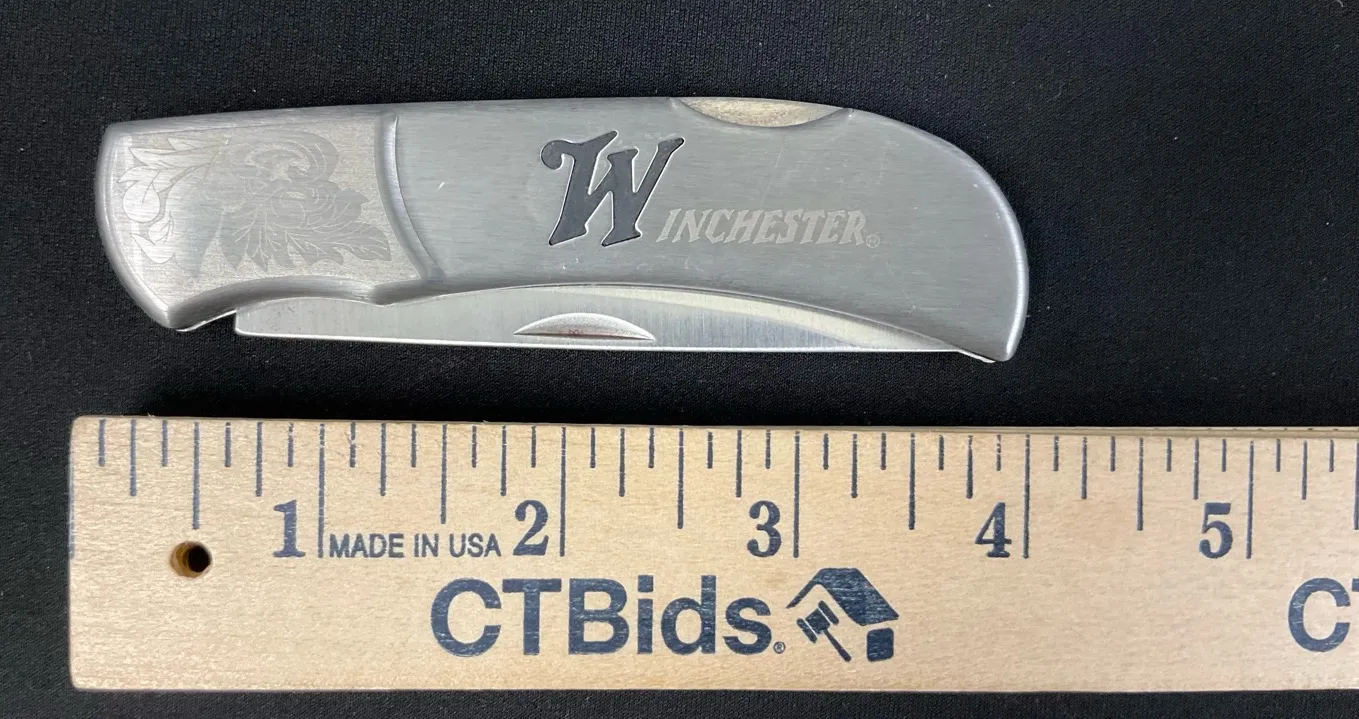 WINCHESTER®
1 2 3 4 5
MADE IN USA
CTBids®